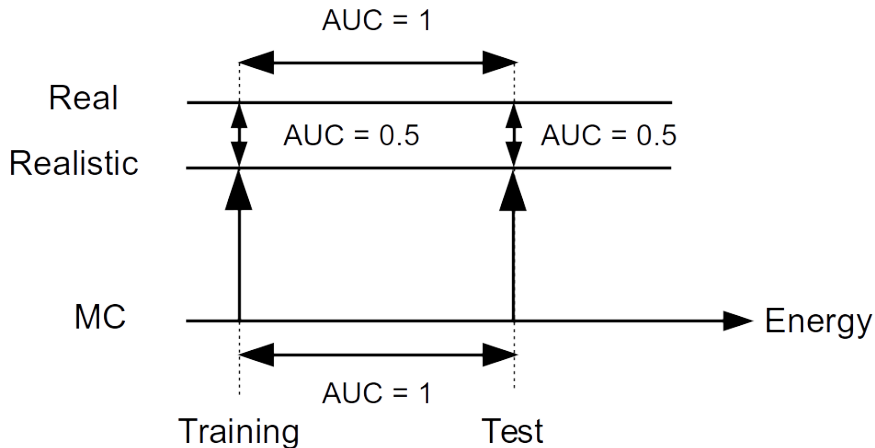 AUC = 1
Real
AUC = 0.5
AUC = 0.5
Realistic
MC
Energy
AUC = 1
Training
Test